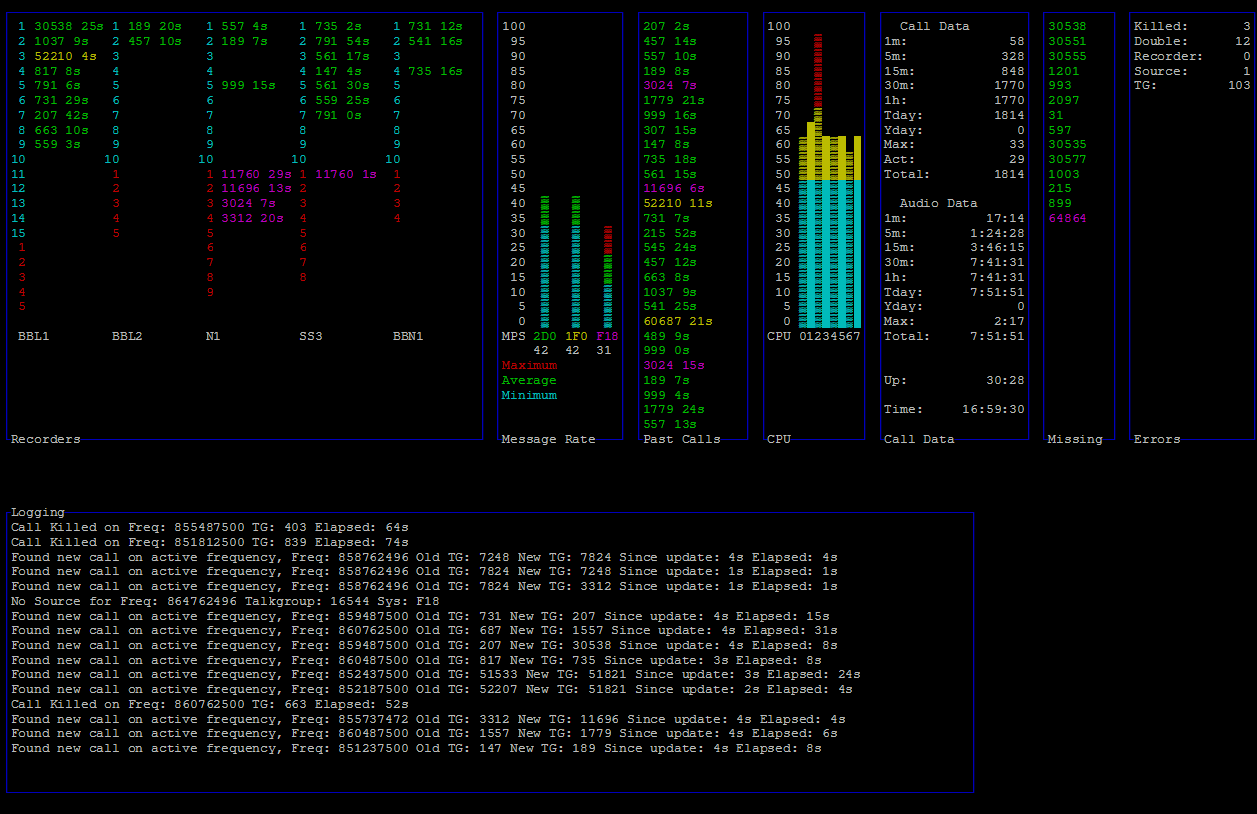 1 30538 25s 1 189 20s 1 557 4s 1 735 2s 1 731 12s
2 1037 9s 2 457 10s 2 189 7s 2 791 54s 2 541 16s
3 52210 4s 3 3 3 561 17s 3
4 817 8s 4 4 4 147 4s 4 735 16s
5 791 6s 5 5 999 15s 5 561 30s 5
6 731 29s 6 6 6 559 25s 6
7 207 42s 7 7 7 791 0s 7
8 663 10s 8 8 8 8
9 559 3s 9 9 9 9
10 10 10 10 10
11 1 1 11760 29s 1 11760 1s 1
12 2 2 11696 13s 2 2
13 3 3 3024 7s 3 3
14 4 4 3312 20s 4 4
15 5 5 5
1 6 6
2 7 7
3 8 8
4 9
5
BBL1 BBL2 N1 SS3 BBN1
Recorders
100
95
90
85
80
75
70
65
60
55
50
45
40
35
30
25
20
15
10
5
0
MPS 2D0 1F0 F18
42 42 31
Maximum
Average
Minimum
Message Rate
207 2s
457 14s
557 10s
189 8s
3024 7s
1779 21s
999 16s
307 15s
147 8s
735 18s
561 15s
11696 6s
52210 11s
731 7s
215 52s
545 24s
457 12s
663 8s
1037 9s
541 25s
60687 21s
489 9s
999 0s
3024 15s
189 7s
999 4s
1779 24s
557 13s
Past Calls
100
95
90
85
80
75
70
65
60
55
50
45
40
35
30
25
20
15
10
5
0
CPU 01234567
CPU
Call Data
1m: 58
5m: 328
15m: 848
30m: 1770
1h: 1770
Tday: 1814
Yday: 0
Max: 33
Act: 29
Total: 1814
Audio Data
1m: 17:14
5m: 1:24:28
15m: 3:46:15
30m: 7:41:31
1h: 7:41:31
Tday: 7:51:51
Yday: 0
Max: 2:17
Total: 7:51:51
Up: 30:28
Time: 16:59:30
Call Data
30538
30551
30555
1201
993
2097
31
597
30535
30577
1003
215
899
64864
Missing
Killed: 3
Double: 12
Recorder: 0
Source: 1
TG: 103
Errors
Logging
Call Killed on Freq: 855487500 TG: 403 Elapsed: 64s
Call Killed on Freq: 851812500 TG: 839 Elapsed: 74s
Found new call on active frequency, Freq: 858762496 Old TG: 7248 New TG: 7824 Since update: 4s Elapsed: 4s
Found new call on active frequency, Freq: 858762496 Old TG: 7824 New TG: 7248 Since update: 1s Elapsed: 1s
Found new call on active frequency, Freq: 858762496 Old TG: 7824 New TG: 3312 Since update: 1s Elapsed: 1s
No Source for Freq: 864762496 Talkgroup: 16544 Sys: F18
Found new call on active frequency, Freq: 859487500 Old TG: 731 New TG: 207 Since update: 4s Elapsed: 15s
Found new call on active frequency, Freq: 860762500 Old TG: 687 New TG: 1557 Since update: 4s Elapsed: 31s
Found new call on active frequency, Freq: 859487500 Old TG: 207 New TG: 30538 Since update: 4s Elapsed: 8s
Found new call on active frequency, Freq: 860487500 Old TG: 817 New TG: 735 Since update: 3s Elapsed: 8s
Found new call on active frequency, Freq: 852437500 Old TG: 51533 New TG: 51821 Since update: 3s Elapsed: 24s
Found new call on active frequency, Freq: 852187500 Old TG: 52207 New TG: 51821 Since update: 2s Elapsed: 4s
Call Killed on Freq: 860762500 TG: 663 Elapsed: 52s
Found new call on active frequency, Freq: 855737472 Old TG: 3312 New TG: 11696 Since update: 4s Elapsed: 4s
Found new call on active frequency, Freq: 860487500 Old TG: 1557 New TG: 1779 Since update: 4s Elapsed: 6s
Found new call on active frequency, Freq: 851237500 Old TG: 147 New TG: 189 Since update: 4s Elapsed: 8s